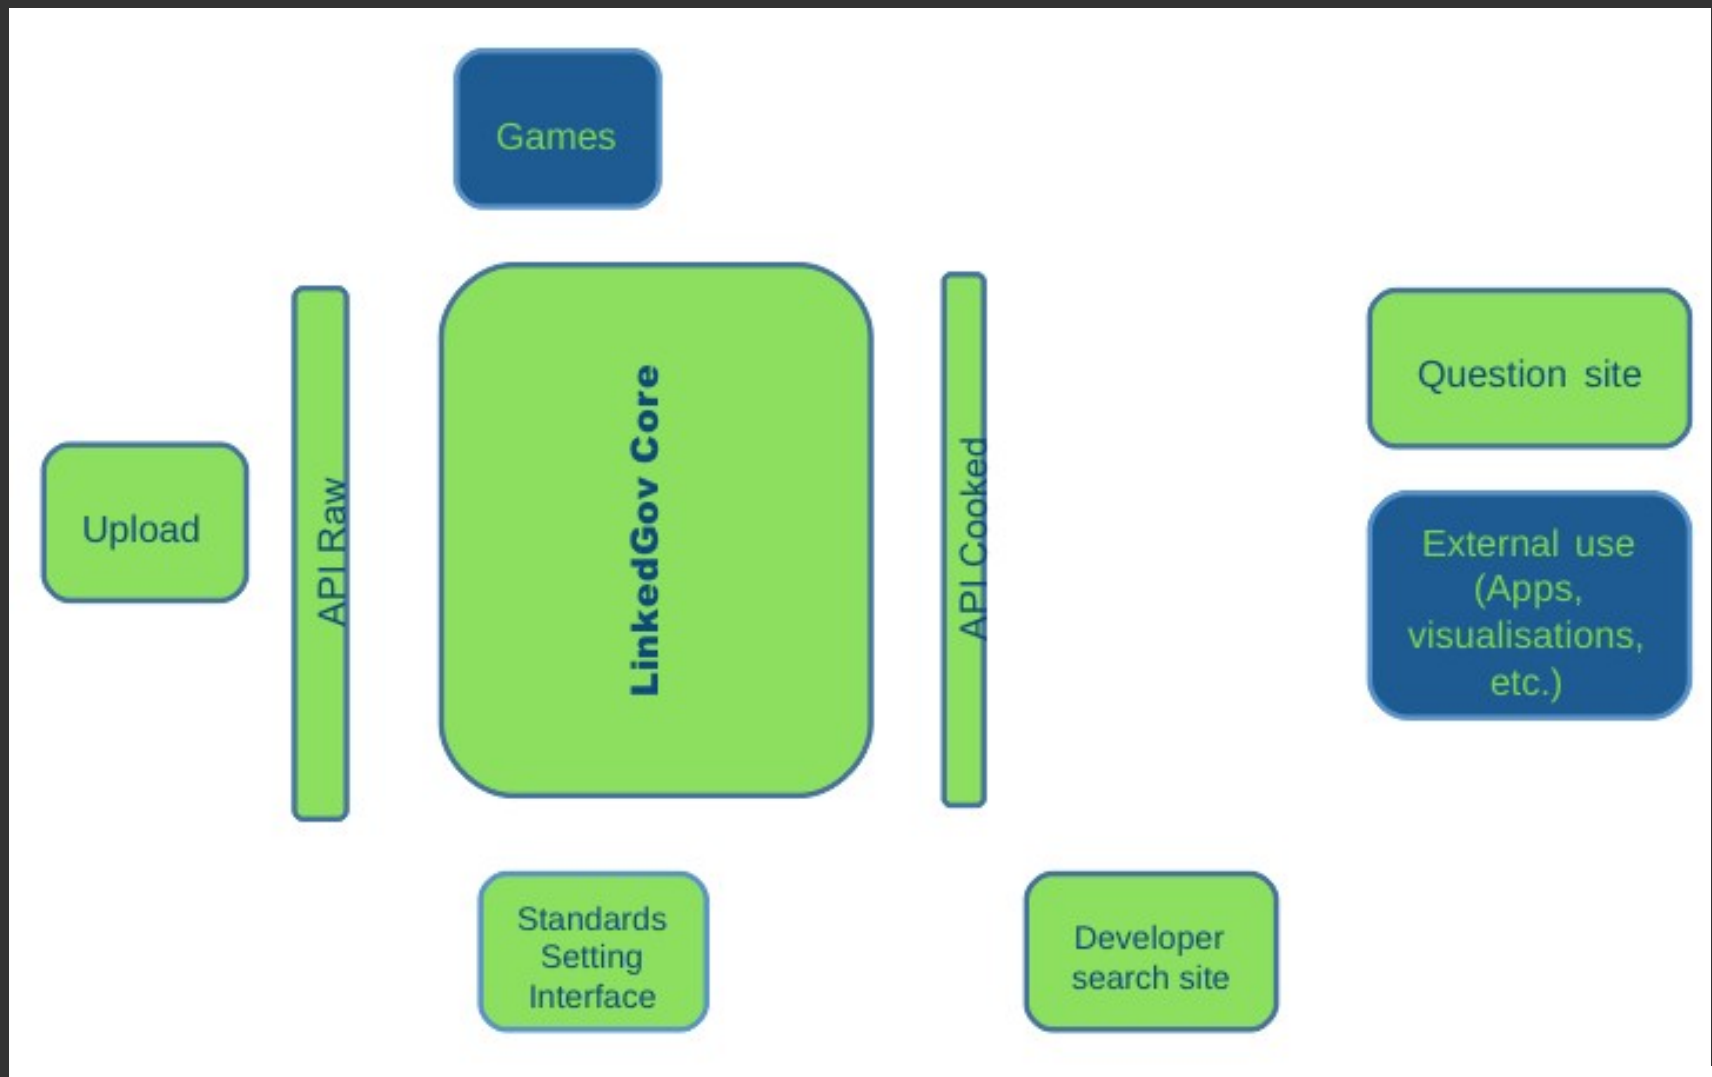 Games
Upload
API Raw
LinkedGov Core
API Cooked
Question site
External use
(Apps,
visualisations,
etc.)
Standards
Setting
Interface
Developer
search site